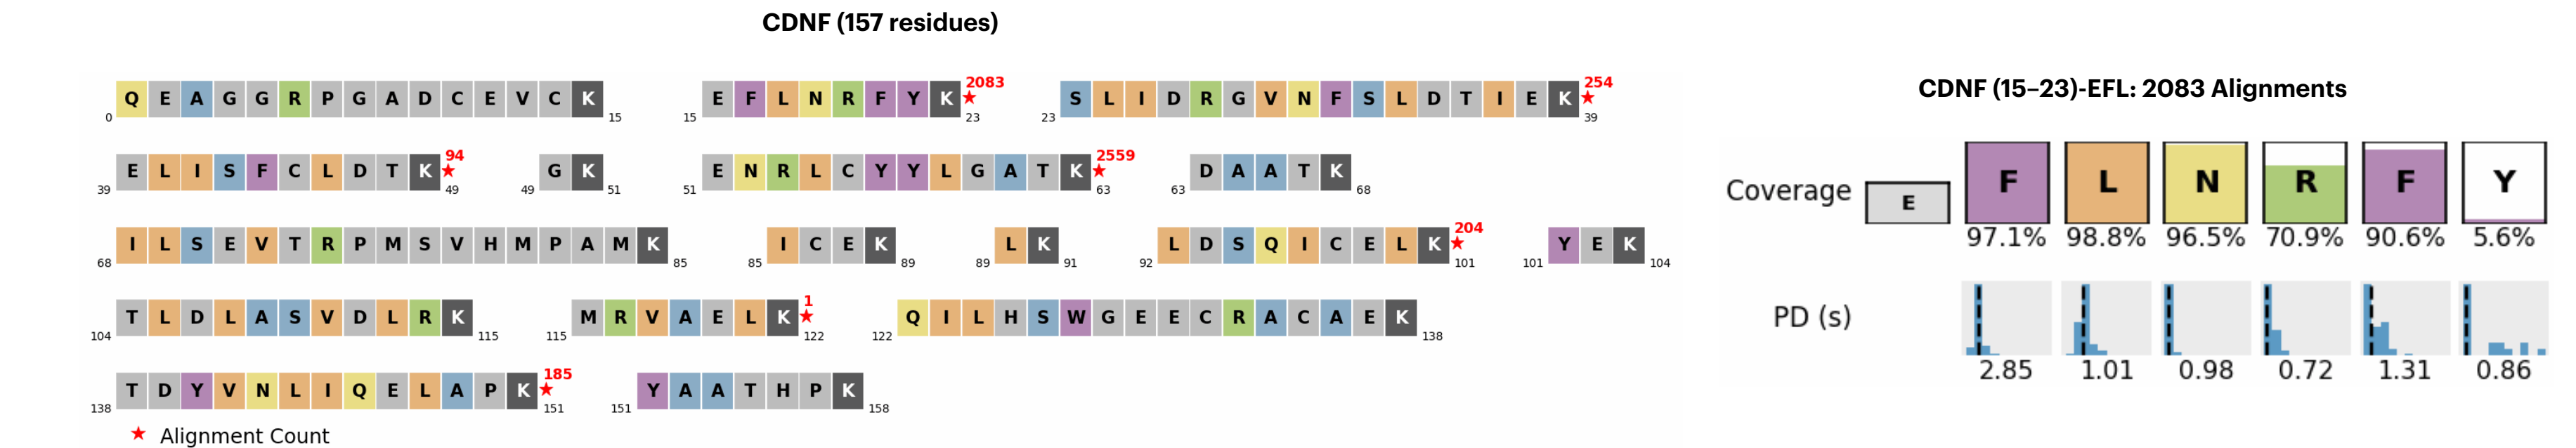 CDNF (157 residues)
0 Q E A G G R P G A D C E V C K 15
15 E F L N R F Y K 23 2083
23 S L I D R G V N F S L D T I E K 39 254
39 E L I S F C L D T K 49 94
49 G K 51
51 E N R L C Y Y L G A T K 63 2559
63 D A A T K 68
68 I L S E V T R P M S V H M P A M K 85
85 I C E K 89
89 L K 91
92 L D S Q I C E L K 101 204
101 Y E K 104
104 T L D L A S V D L R K 115
115 M R V A E L K 122 1
122 Q I L H S W G E E C R A C A E K 138
138 T D Y V N L I Q E L A P K 151 185
151 Y A A T H P K 158
★ Alignment Count
CDNF (15–23)-EFL: 2083 Alignments
Coverage E F L N R F Y
97.1% 98.8% 96.5% 70.9% 90.6% 5.6%
PD (s)
2.85 1.01 0.98 0.72 1.31 0.86